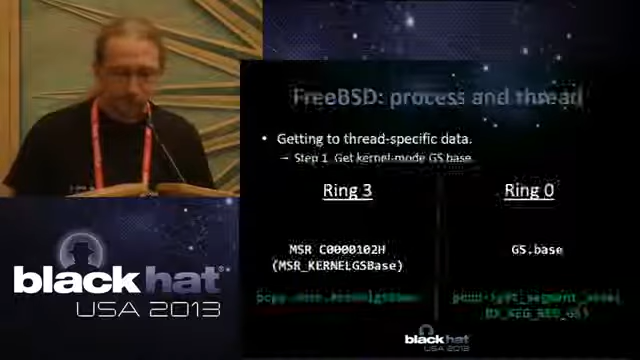 FreeBSD: process and thread
• Getting to thread-specific data.
– Step 1. Get kernel-mode GS.base
Ring 3
Ring 0
MSR C0000102H
(MSR_KERNELGSBase)
GS.base
black hat®
USA 2013
black hat
USA 2013